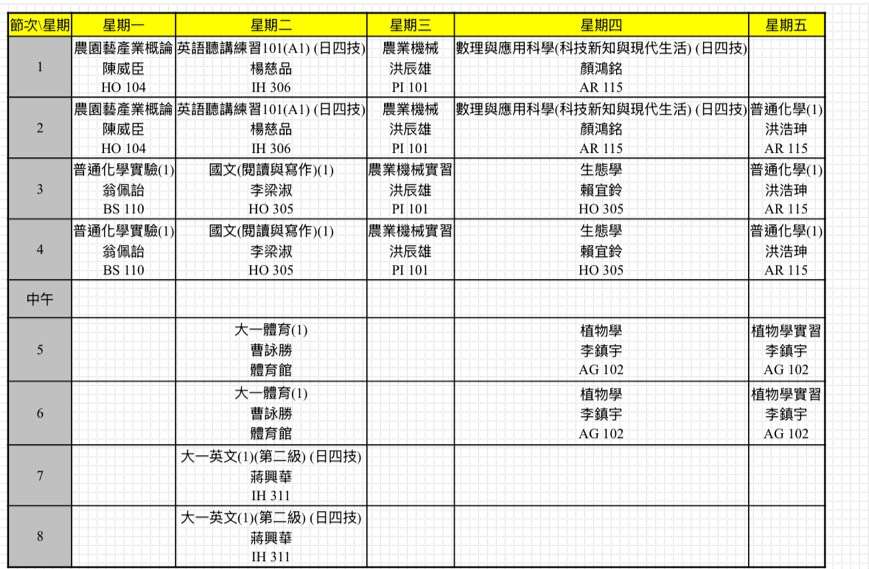 節次\星期 星期一 星期二 星期三 星期四 星期五
1
農園藝產業概論
陳威臣
HO 104
英語聽講練習101(A1) (日四技)
楊慈品
IH 306
農業機械
洪辰雄
PI 101
數理與應用科學(科技新知與現代生活) (日四技)
顏鴻銘
AR 115
2
農園藝產業概論
陳威臣
HO 104
英語聽講練習101(A1) (日四技)
楊慈品
IH 306
農業機械
洪辰雄
PI 101
數理與應用科學(科技新知與現代生活) (日四技)
顏鴻銘
AR 115
普通化學(1)
洪浩珅
AR 115
3
普通化學實驗(1)
翁佩詒
BS 110
國文(閱讀與寫作)(1)
李梁淑
HO 305
農業機械實習
洪辰雄
PI 101
生態學
賴宜鈴
HO 305
普通化學(1)
洪浩珅
AR 115
4
普通化學實驗(1)
翁佩詒
BS 110
國文(閱讀與寫作)(1)
李梁淑
HO 305
農業機械實習
洪辰雄
PI 101
生態學
賴宜鈴
HO 305
普通化學(1)
洪浩珅
AR 115
中午
5
大一體育(1)
曹詠勝
體育館
植物學
李鎮宇
AG 102
植物學實習
李鎮宇
AG 102
6
大一體育(1)
曹詠勝
體育館
植物學
李鎮宇
AG 102
植物學實習
李鎮宇
AG 102
7
大一英文(1)(第二級) (日四技)
蔣興華
IH 311
8
大一英文(1)(第二級) (日四技)
蔣興華
IH 311